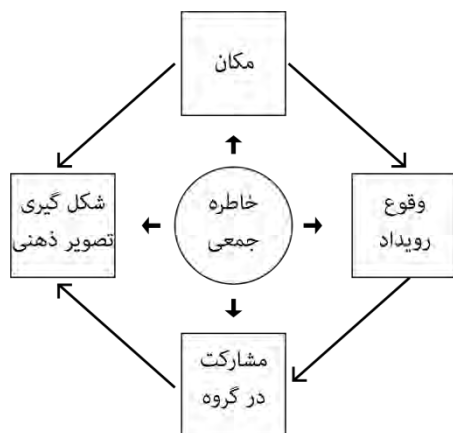 مکان
شکل گیری
تصویر ذهنی
خاطره
جمعی
وقوع
رویداد
مشارکت
در گروه